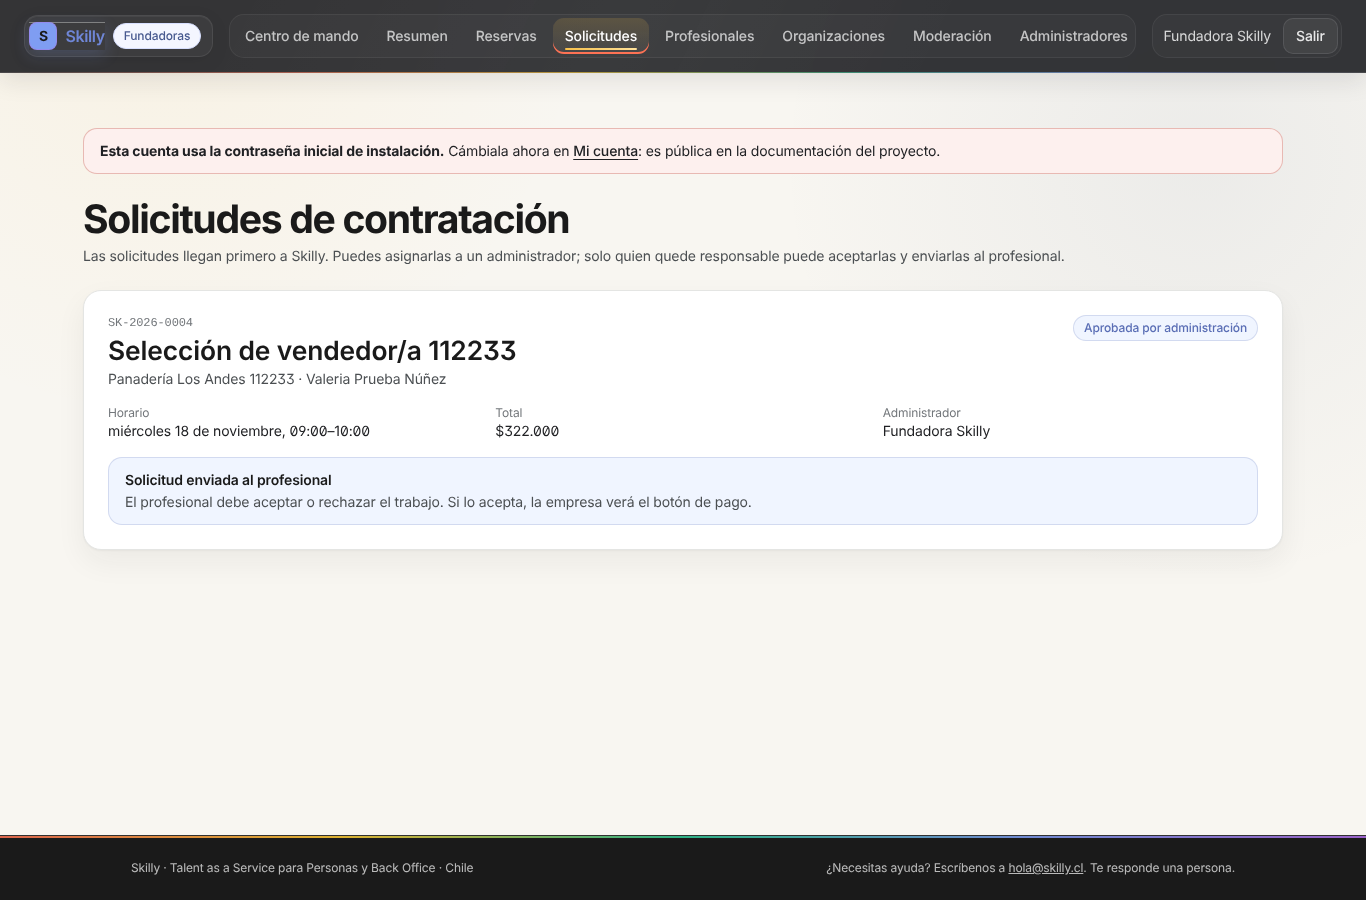 S Skilly Fundadoras Centro de mando Resumen Reservas Solicitudes Profesionales Organizaciones Moderación Administradores Fundadora Skilly Salir
Esta cuenta usa la contraseña inicial de instalación. Cámbiala ahora en Mi cuenta: es pública en la documentación del proyecto.
Solicitudes de contratación
Las solicitudes llegan primero a Skilly. Puedes asignarlas a un administrador; solo quien quede responsable puede aceptarlas y enviarlas al profesional.
SK-2026-0004
Aprobada por administración
Selección de vendedor/a 112233
Panadería Los Andes 112233 · Valeria Prueba Núñez
Horario Total Administrador
miércoles 18 de noviembre, 09:00–10:00 $322.000 Fundadora Skilly
Solicitud enviada al profesional
El profesional debe aceptar o rechazar el trabajo. Si lo acepta, la empresa verá el botón de pago.
Skilly · Talent as a Service para Personas y Back Office · Chile ¿Necesitas ayuda? Escríbenos a hola@skilly.cl. Te responde una persona.